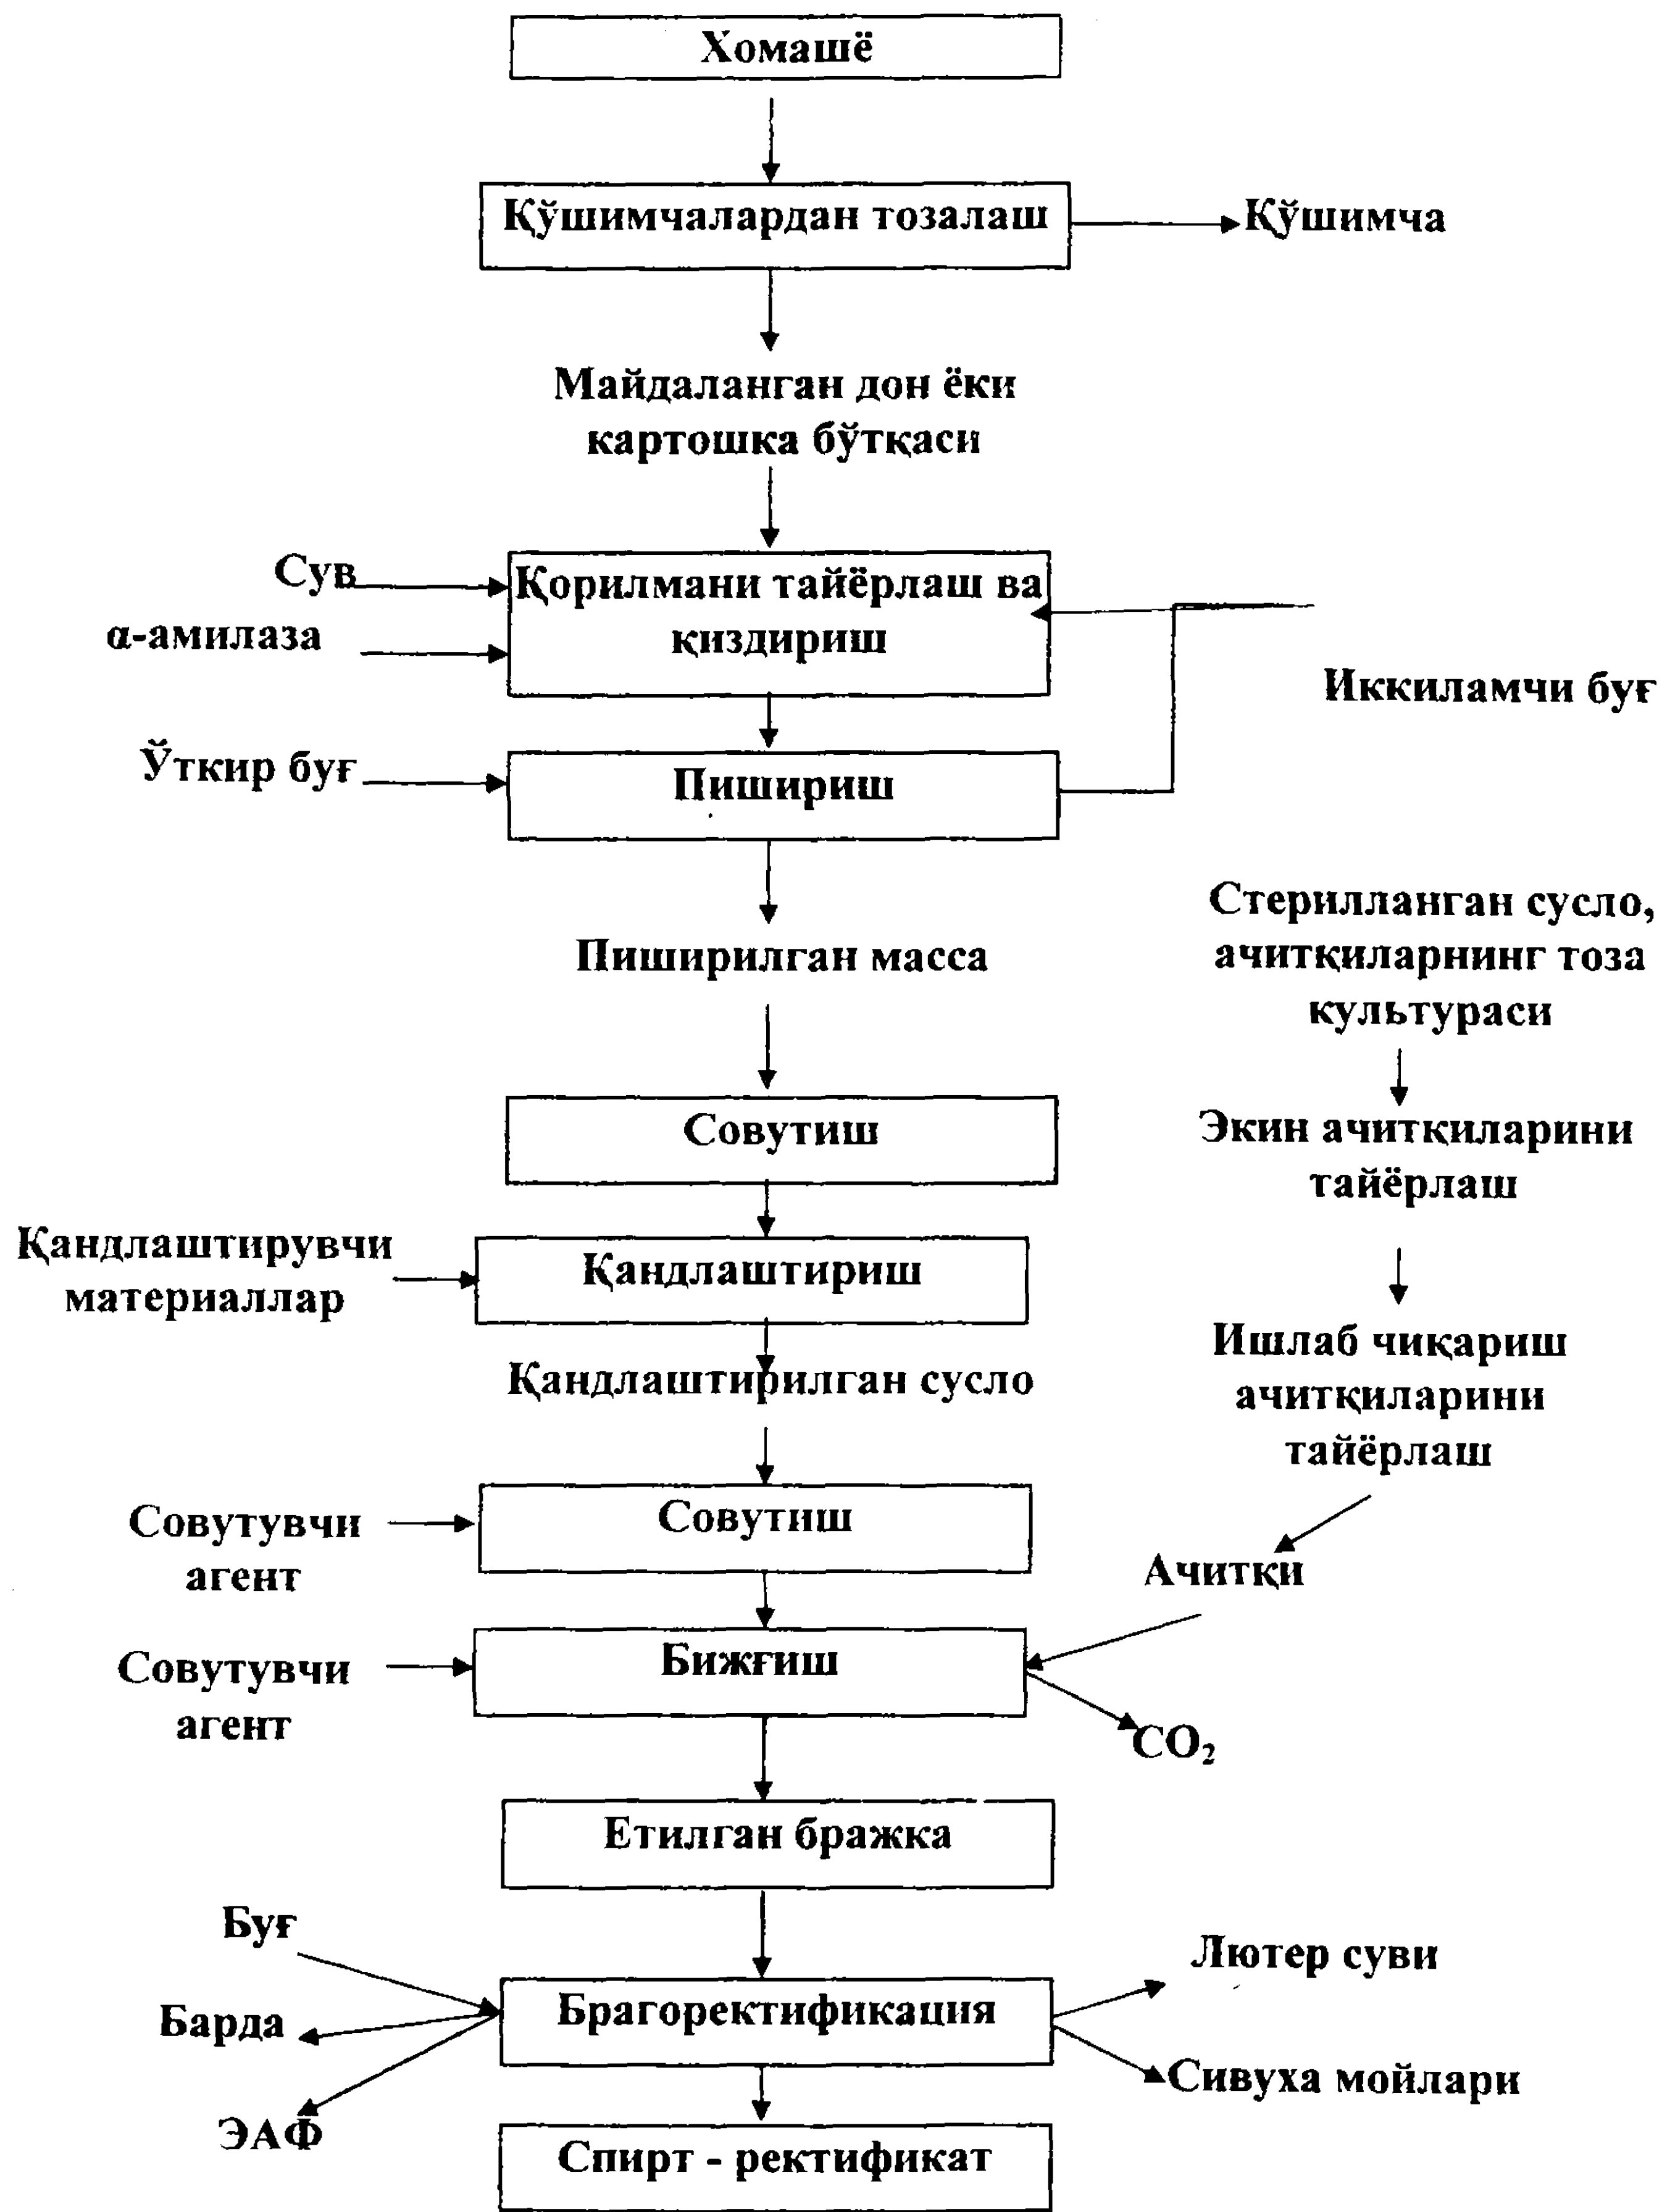 Хомашё
Қўшимчалардан тозалаш
Қўшимча
Майдаланган дон ёки
картошка бўтқаси
Сув
α-амилаза
Қорилмани тайёрлаш ва
қиздириш
Иккиламчи буғ
Ўткир буғ
Пишириш
Пиширилган масса
Стерилланган сусло,
ачитқиларнинг тоза
культураси
Совутиш
Экин ачитқиларини
тайёрлаш
Қандлаштирувчи
материаллар
Қандлаштириш
Қандлаштирилган сусло
Ишлаб чиқариш
ачитқиларини
тайёрлаш
Совутувчи
агент
Совутиш
Ачитқи
Совутувчи
агент
Бижғиш
CO₂
Етилган бражка
Буғ
Барда
ЭАФ
Брагоректификация
Лютер суви
Сивуха мойлари
Спирт - ректификат